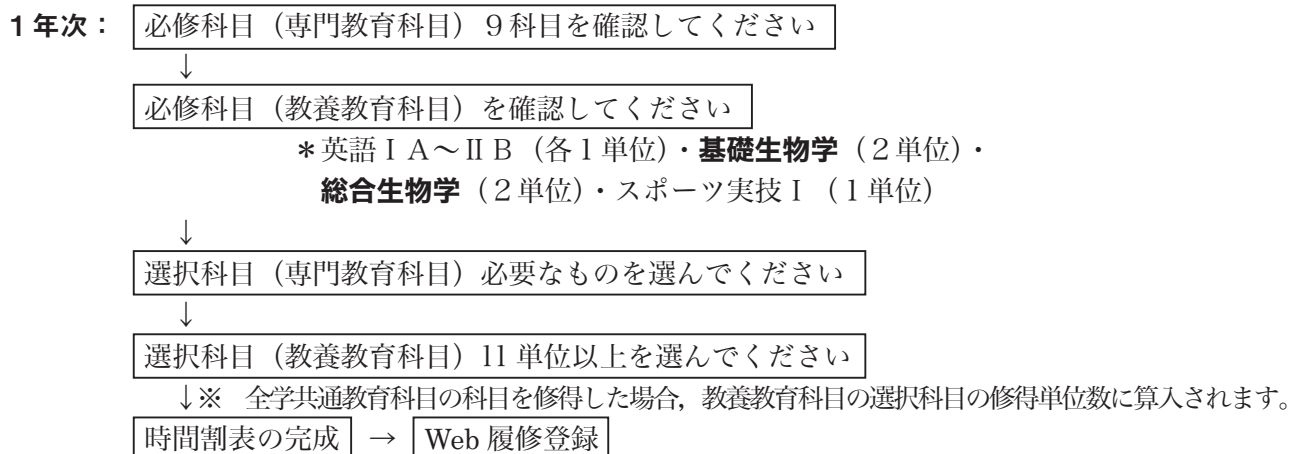 1年次： 必修科目（専門教育科目）９科目を確認してください
↓
必修科目（教養教育科目）を確認してください
＊英語ⅠＡ～ⅡＢ（各１単位）・基礎生物学（２単位）・
総合生物学（２単位）・スポーツ実技Ⅰ（１単位）
↓
選択科目（専門教育科目）必要なものを選んでください
↓
選択科目（教養教育科目）11単位以上を選んでください
↓※　全学共通教育科目の科目を修得した場合，教養教育科目の選択科目の修得単位数に算入されます。
時間割表の完成 → Web 履修登録